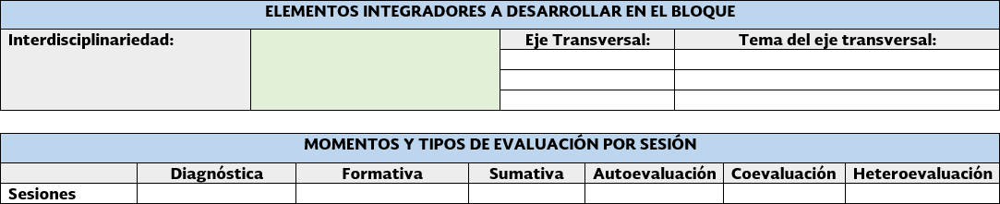 ELEMENTOS INTEGRADORES A DESARROLLAR EN EL BLOQUE
Interdisciplinariedad: Eje Transversal: Tema del eje transversal:
MOMENTOS Y TIPOS DE EVALUACIÓN POR SESIÓN
Diagnóstica Formativa Sumativa Autoevaluación Coevaluación Heteroevaluación
Sesiones